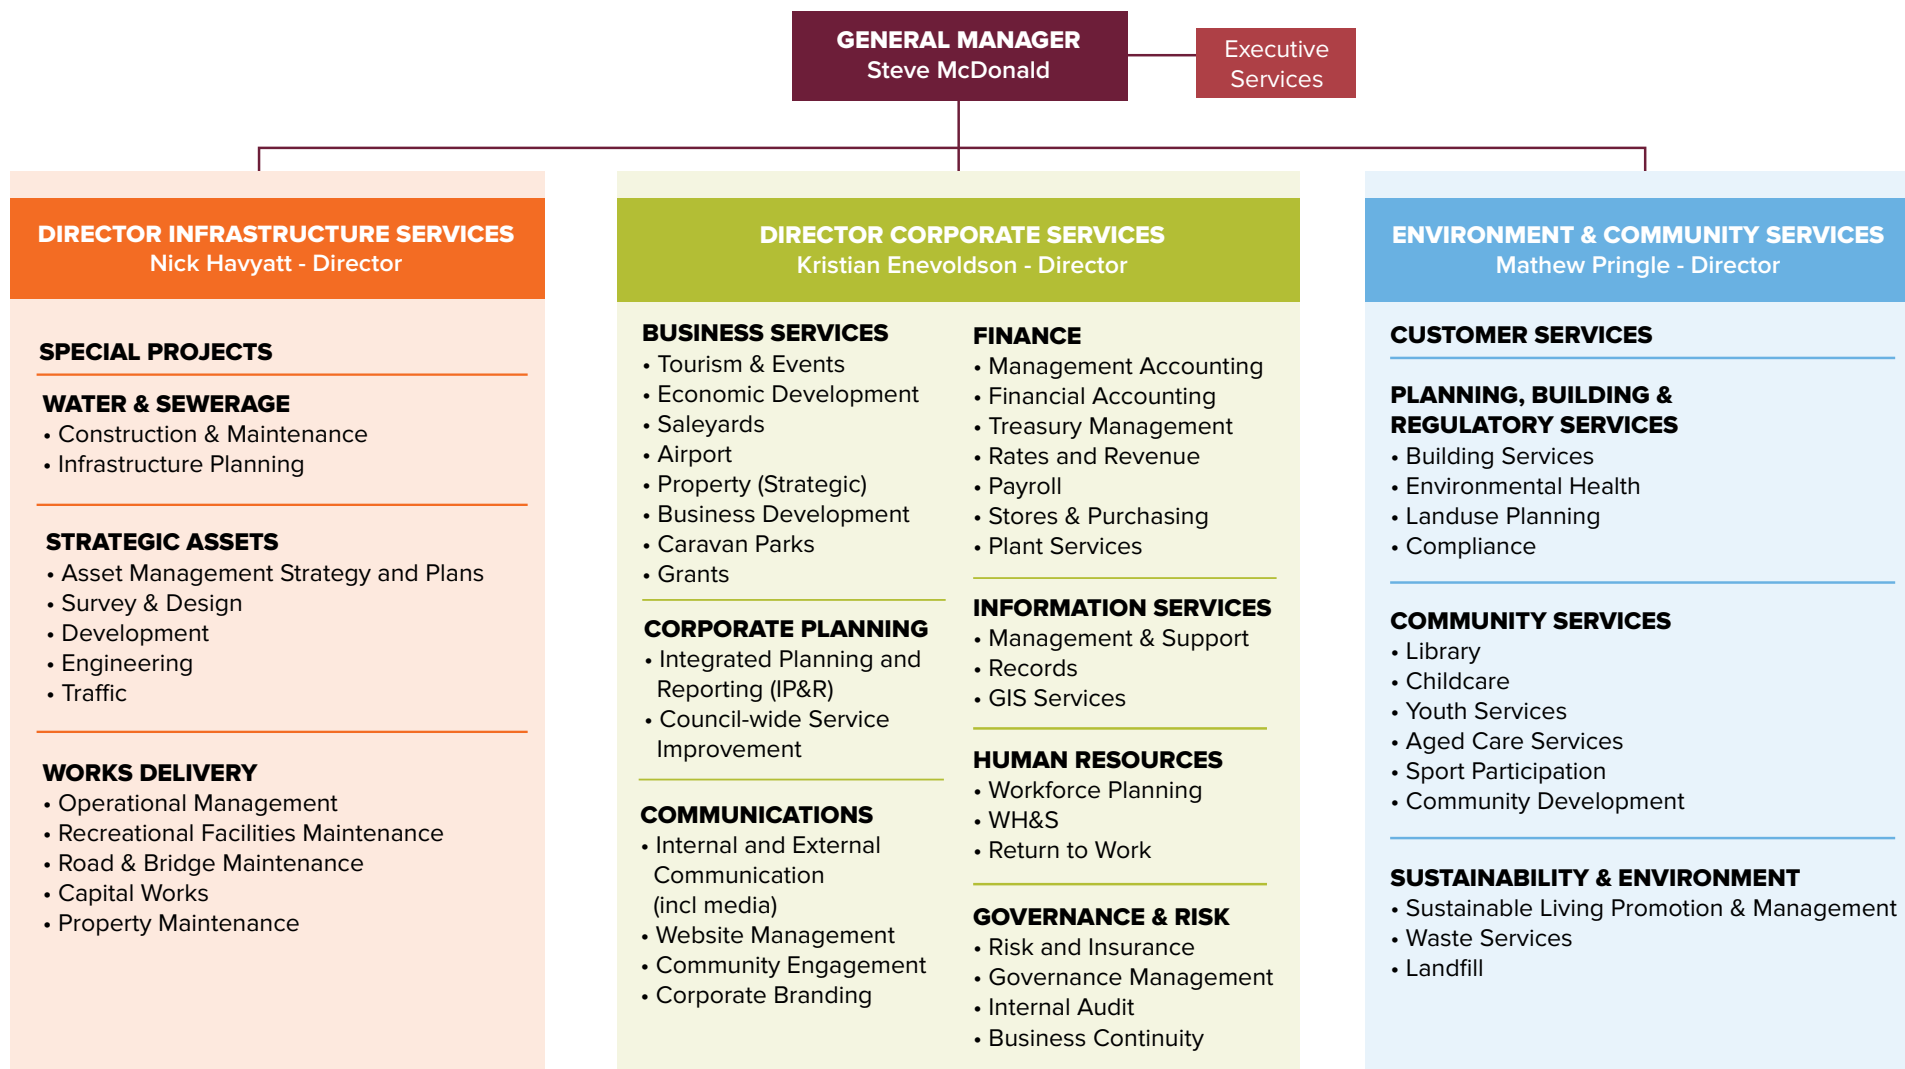 GENERAL MANAGER
Steve McDonald
Executive
Services
DIRECTOR INFRASTRUCTURE SERVICES
Nick Havyatt - Director
SPECIAL PROJECTS
WATER & SEWERAGE
• Construction & Maintenance
• Infrastructure Planning
STRATEGIC ASSETS
• Asset Management Strategy and Plans
• Survey & Design
• Development
• Engineering
• Traffic
WORKS DELIVERY
• Operational Management
• Recreational Facilities Maintenance
• Road & Bridge Maintenance
• Capital Works
• Property Maintenance
DIRECTOR CORPORATE SERVICES
Kristian Enevoldson - Director
BUSINESS SERVICES
• Tourism & Events
• Economic Development
• Saleyards
• Airport
• Property (Strategic)
• Business Development
• Caravan Parks
• Grants
CORPORATE PLANNING
• Integrated Planning and
Reporting (IP&R)
• Council-wide Service
Improvement
COMMUNICATIONS
• Internal and External
Communication
(incl media)
• Website Management
• Community Engagement
• Corporate Branding
FINANCE
• Management Accounting
• Financial Accounting
• Treasury Management
• Rates and Revenue
• Payroll
• Stores & Purchasing
• Plant Services
INFORMATION SERVICES
• Management & Support
• Records
• GIS Services
HUMAN RESOURCES
• Workforce Planning
• WH&S
• Return to Work
GOVERNANCE & RISK
• Risk and Insurance
• Governance Management
• Internal Audit
• Business Continuity
ENVIRONMENT & COMMUNITY SERVICES
Mathew Pringle - Director
CUSTOMER SERVICES
PLANNING, BUILDING &
REGULATORY SERVICES
• Building Services
• Environmental Health
• Landuse Planning
• Compliance
COMMUNITY SERVICES
• Library
• Childcare
• Youth Services
• Aged Care Services
• Sport Participation
• Community Development
SUSTAINABILITY & ENVIRONMENT
• Sustainable Living Promotion & Management
• Waste Services
• Landfill